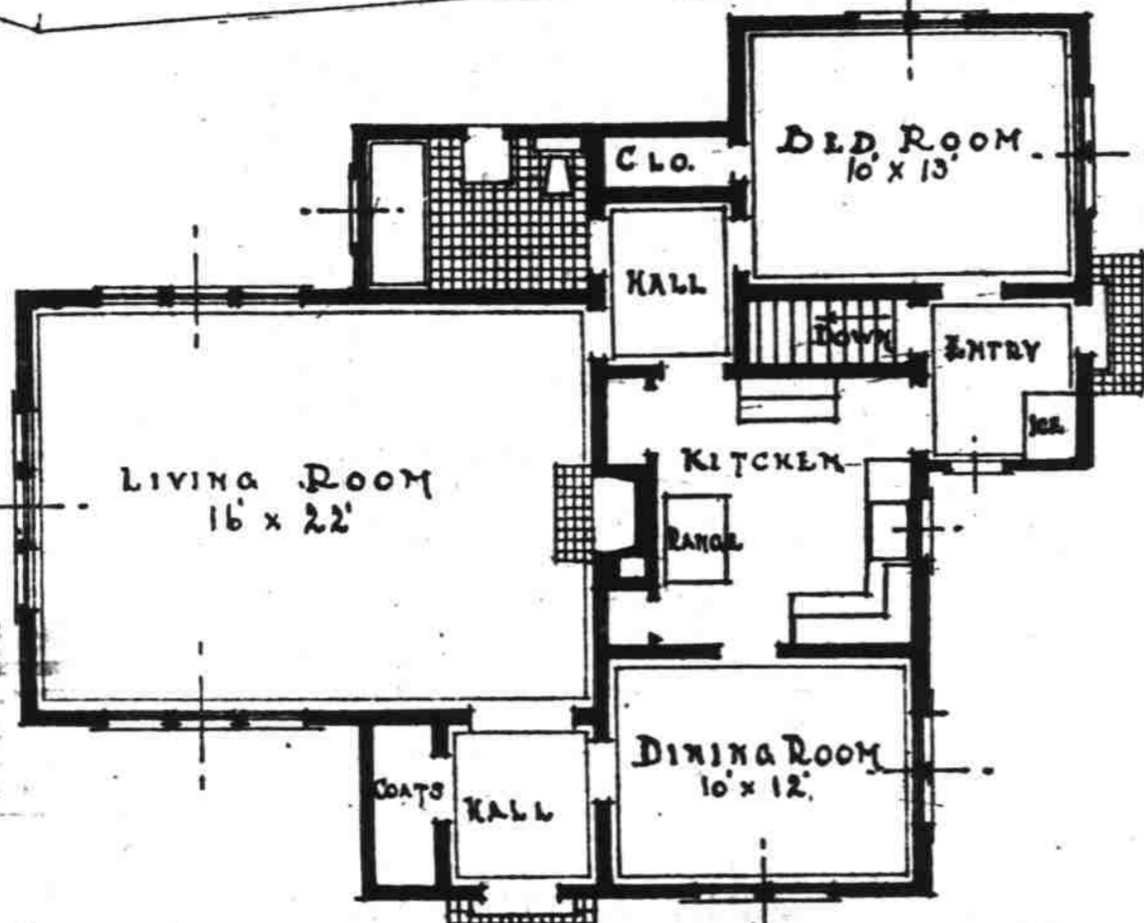 BED ROOM
10' x 13'
CLO.
HALL
DOWN
ENTRY
ICE
KITCHEN
LIVING ROOM
16' x 22'
RANGE
DINING ROOM
10' x 12'
COATS
HALL